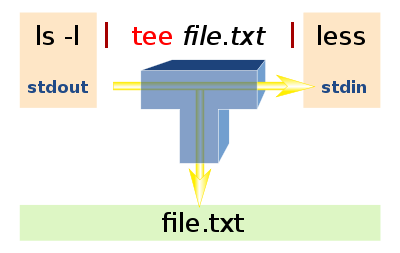 ls -l | tee file.txt | less
stdout stdin
file.txt